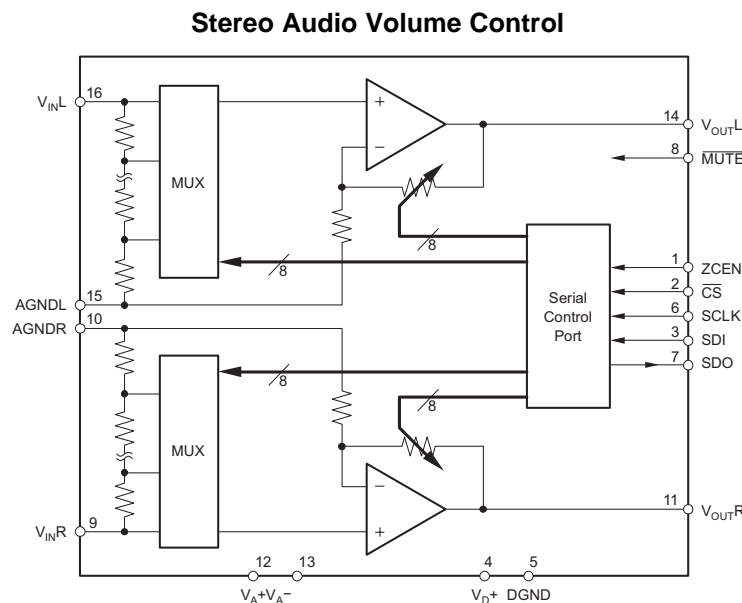 Stereo Audio Volume Control
VINL 16
MUX
+
−
14 VOUTL
8 MUTE
8
8
Serial
Control
Port
1 ZCEN
2 CS
6 SCLK
3 SDI
7 SDO
AGNDL 15
AGNDR 10
8
8
MUX
−
+
VINR 9
11 VOUTR
12 13 4 5
VA+ VA− VD+ DGND